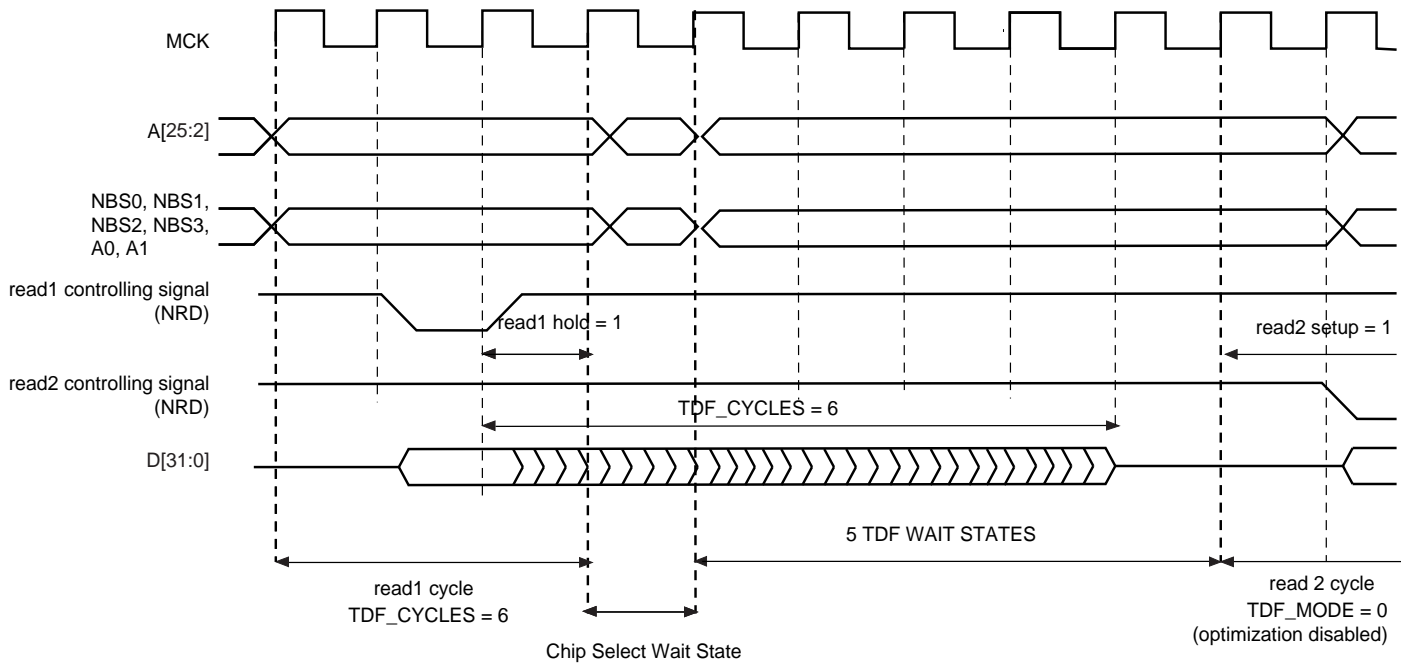 MCK
A[25:2]
NBS0, NBS1,
NBS2, NBS3,
A0, A1
read1 controlling signal
(NRD)
read1 hold = 1
read2 setup = 1
read2 controlling signal
(NRD)
TDF_CYCLES = 6
D[31:0]
5 TDF WAIT STATES
read1 cycle
TDF_CYCLES = 6
read 2 cycle
TDF_MODE = 0
(optimization disabled)
Chip Select Wait State